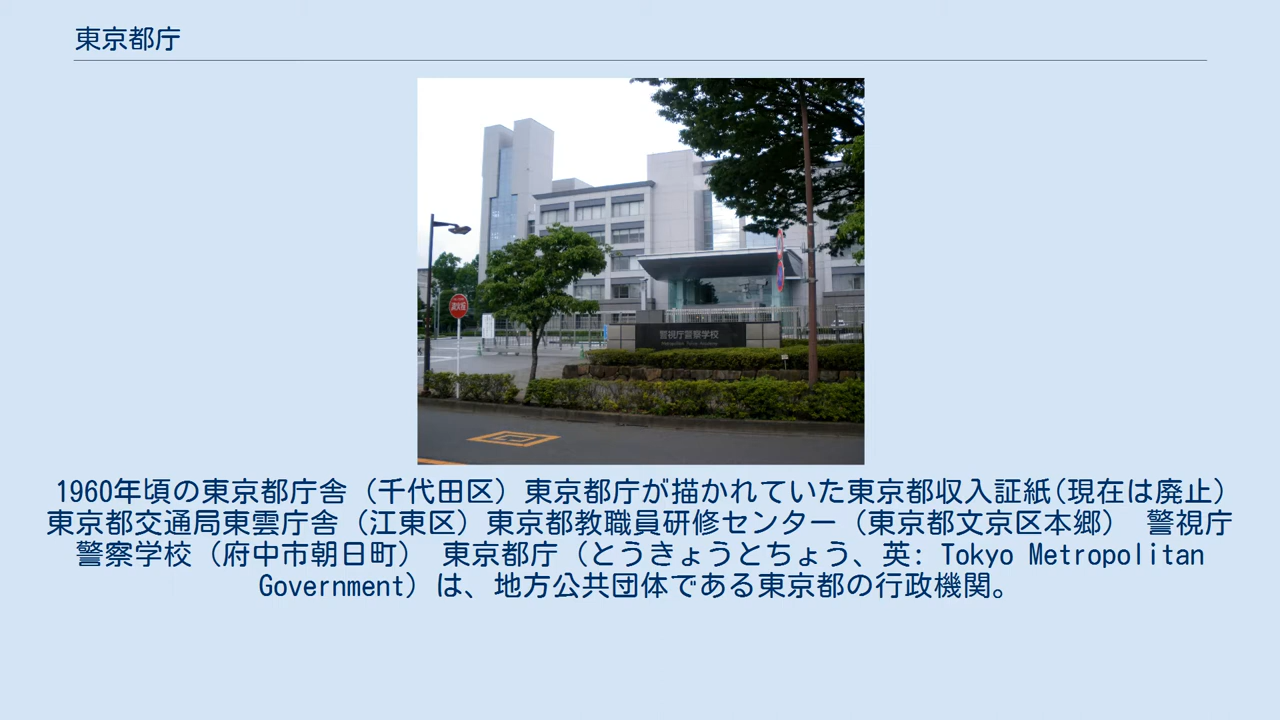 東京都庁
消火栓
警視庁警察学校
1960年頃の東京都庁舎（千代田区）東京都庁が描かれていた東京都収入証紙(現在は廃止）
東京都交通局東雲庁舎（江東区）東京都教職員研修センター（東京都文京区本郷） 警視庁
警察学校（府中市朝日町） 東京都庁（とうきょうとちょう、英: Tokyo Metropolitan
Government）は、地方公共団体である東京都の行政機関。